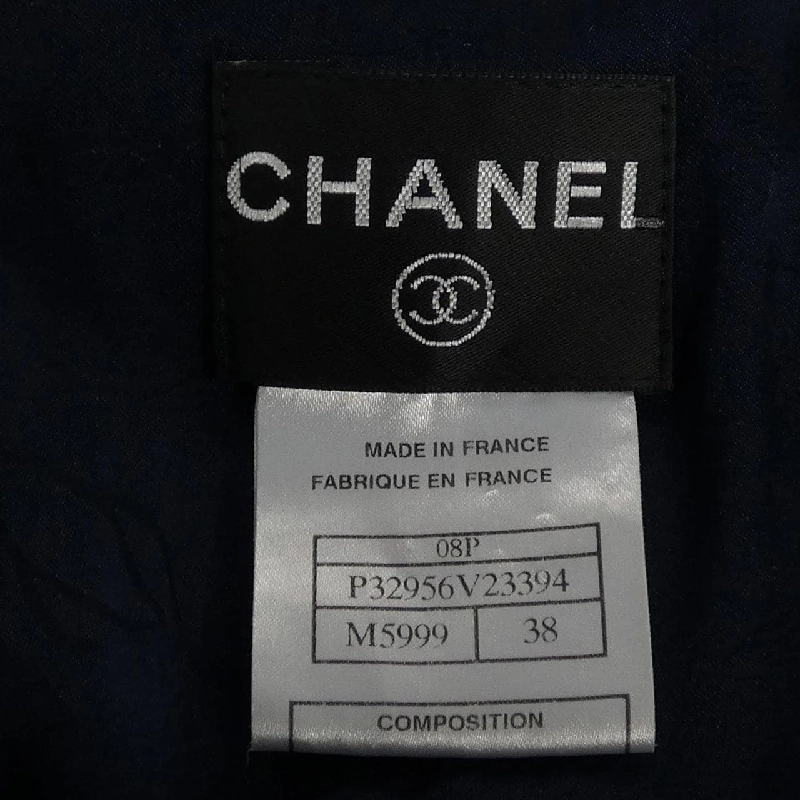 CHANEL
MADE IN FRANCE
FABRIQUE EN FRANCE
08P
P32956V23394
M5999 38
COMPOSITION